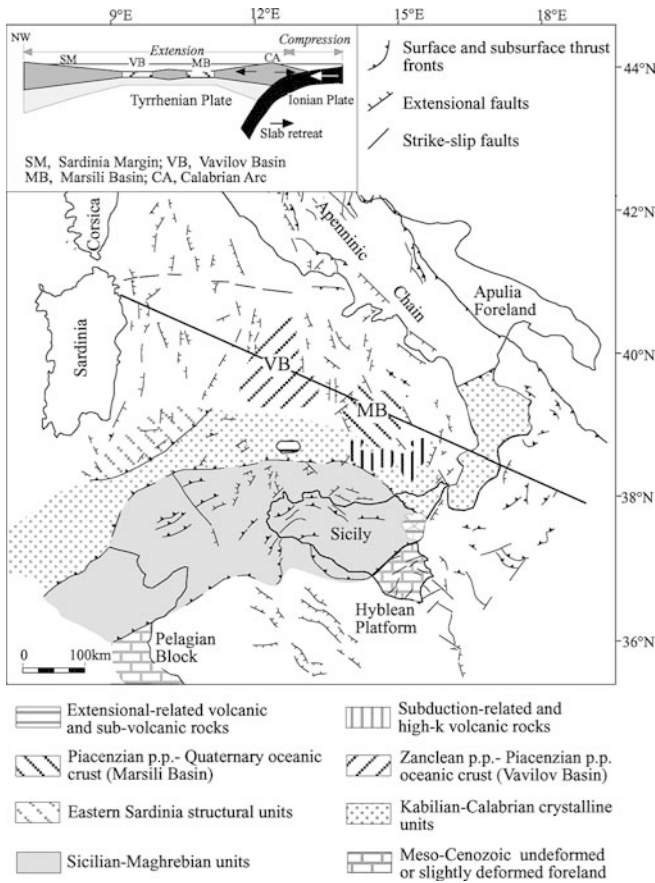 9°E
12°E
15°E
18°E
NW
Extension
Compression
SM
VB
MB
CA
Tyrrhenian Plate
Ionian Plate
Slab retreat
SM, Sardinia Margin; VB, Vavilov Basin
MB, Marsili Basin; CA, Calabrian Arc
Surface and subsurface thrust
fronts
Extensional faults
Strike-slip faults
44°N
42°N
40°N
38°N
36°N
Corsica
Sardinia
Apenninic
Chain
Apulia
Foreland
VB
MB
Sicily
Hyblean
Platform
Pelagian
Block
0
100km
Extensional-related volcanic
and sub-volcanic rocks
Subduction-related and
high-k volcanic rocks
Piacenzian p.p.- Quaternary oceanic
crust (Marsili Basin)
Zanclean p.p.- Piacenzian p.p.
oceanic crust (Vavilov Basin)
Eastern Sardinia structural units
Kabilian-Calabrian crystalline
units
Sicilian-Maghrebian units
Meso-Cenozoic undeformed
or slightly deformed foreland